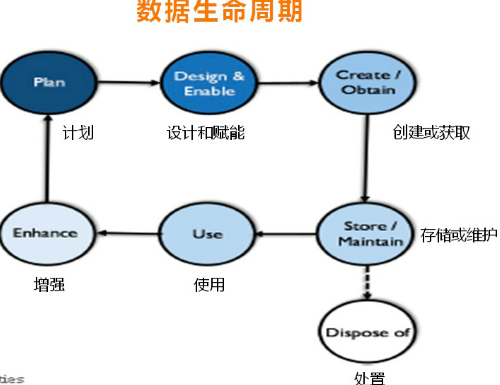 数据生命周期
Plan
Design &
Enable
Create /
Obtain
计划
设计和赋能
创建或获取
Enhance
Use
Store /
Maintain
存储或维护
增强
使用
Dispose of
处置
ties